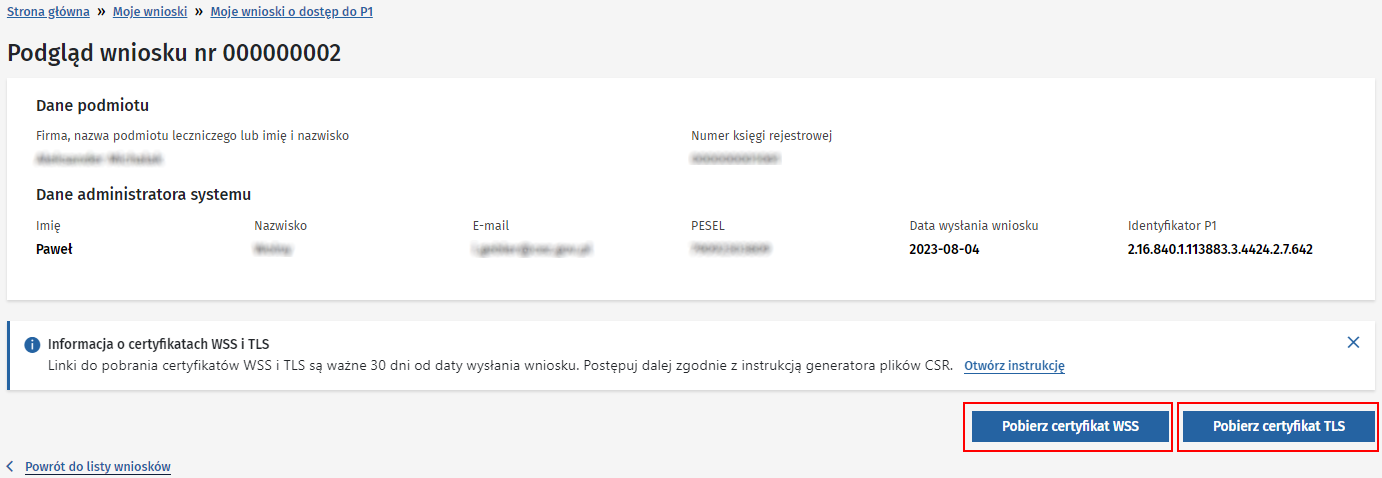 Strona główna » Moje wnioski » Moje wnioski o dostęp do P1
Podgląd wniosku nr 000000002
Dane podmiotu
Firma, nazwa podmiotu leczniczego lub imię i nazwisko Numer księgi rejestrowej
Dane administratora systemu
Imię Nazwisko E-mail PESEL Data wysłania wniosku Identyfikator P1
Paweł 2023-08-04 2.16.840.1.113883.3.4424.2.7.642
Informacja o certyfikatach WSS i TLS
Linki do pobrania certyfikatów WSS i TLS są ważne 30 dni od daty wysłania wniosku. Postępuj dalej zgodnie z instrukcją generatora plików CSR. Otwórz instrukcję
Pobierz certyfikat WSS Pobierz certyfikat TLS
Powrót do listy wniosków